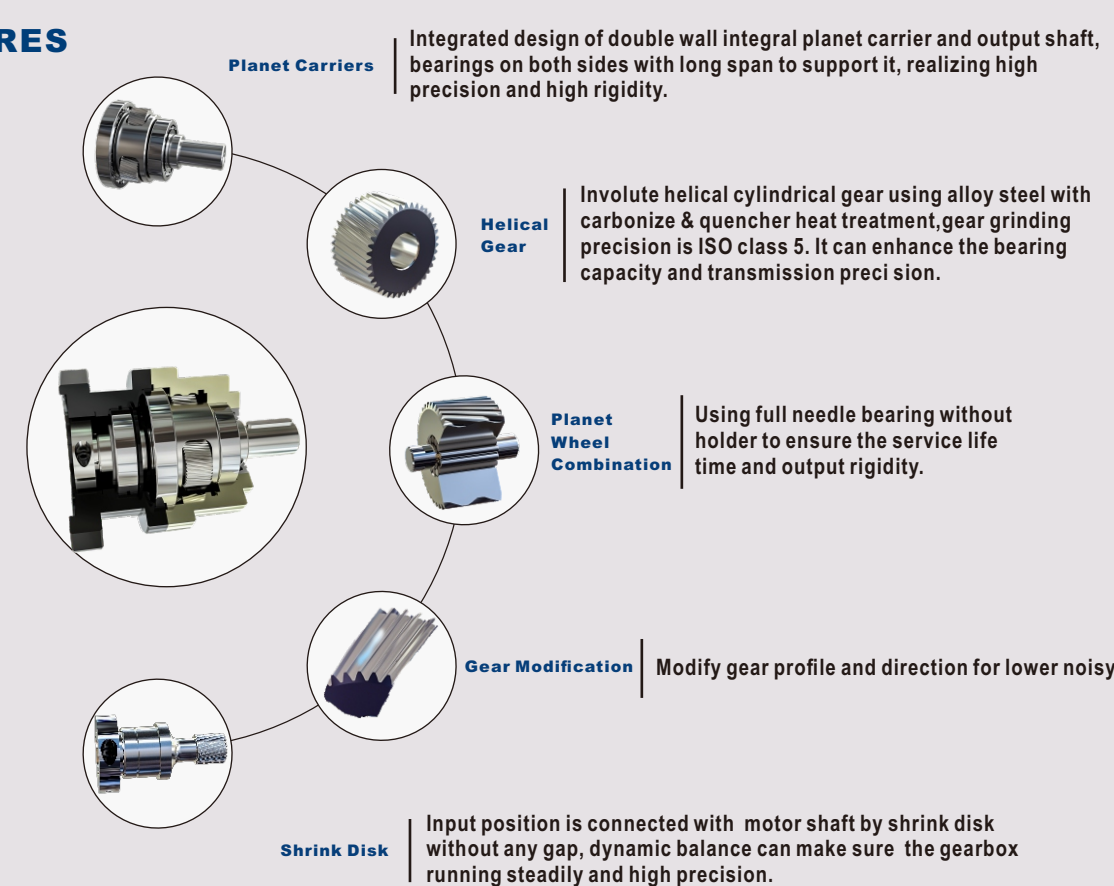 RES
Planet Carriers
Integrated design of double wall integral planet carrier and output shaft,
bearings on both sides with long span to support it, realizing high
precision and high rigidity.
Helical
Gear
Involute helical cylindrical gear using alloy steel with
carbonize & quencher heat treatment,gear grinding
precision is ISO class 5. It can enhance the bearing
capacity and transmission preci sion.
Planet
Wheel
Combination
Using full needle bearing without
holder to ensure the service life
time and output rigidity.
Gear Modification
Modify gear profile and direction for lower noisy
Shrink Disk
Input position is connected with motor shaft by shrink disk
without any gap, dynamic balance can make sure the gearbox
running steadily and high precision.